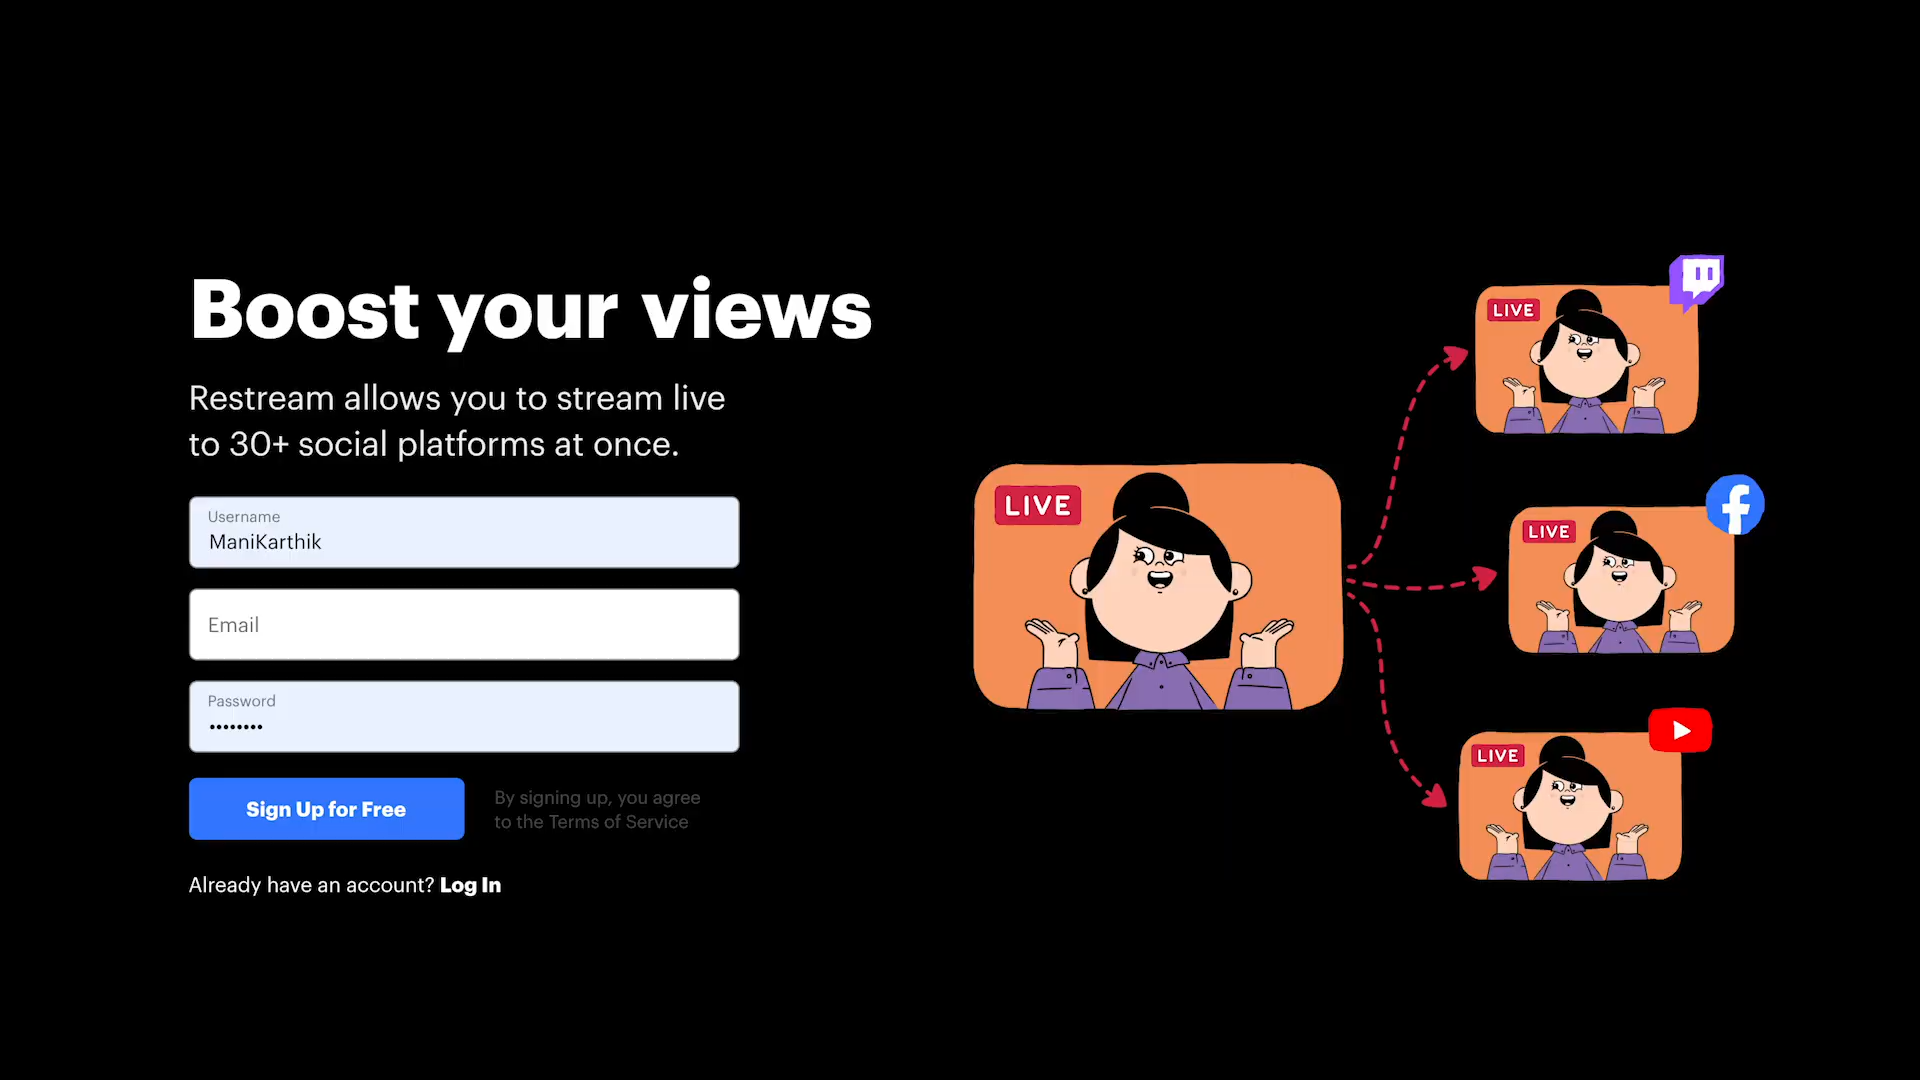 Boost your views
Restream allows you to stream live
to 30+ social platforms at once.
Username
ManiKarthik
Email
Password
••••••••
Sign Up for Free
By signing up, you agree
to the Terms of Service
Already have an account? Log In
LIVE
LIVE
LIVE
LIVE